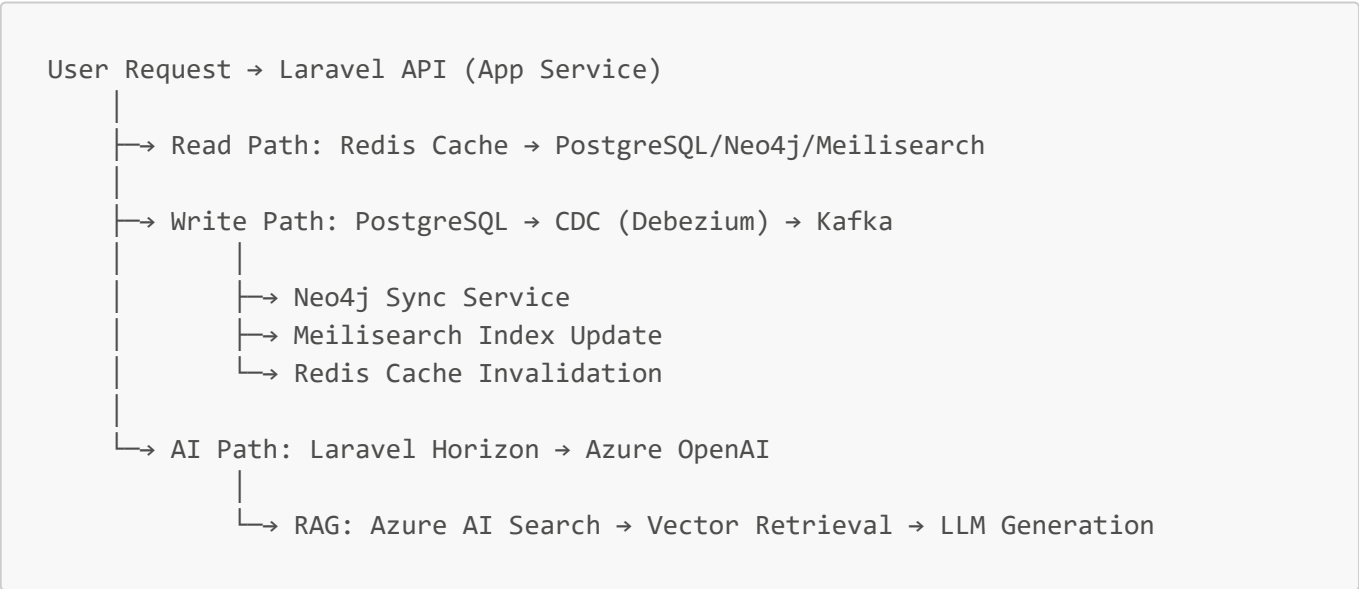 User Request → Laravel API (App Service)
├─→ Read Path: Redis Cache → PostgreSQL/Neo4j/Meilisearch
├─→ Write Path: PostgreSQL → CDC (Debezium) → Kafka
├─→ Neo4j Sync Service
├─→ Meilisearch Index Update
└─→ Redis Cache Invalidation
└─→ AI Path: Laravel Horizon → Azure OpenAI
└─→ RAG: Azure AI Search → Vector Retrieval → LLM Generation